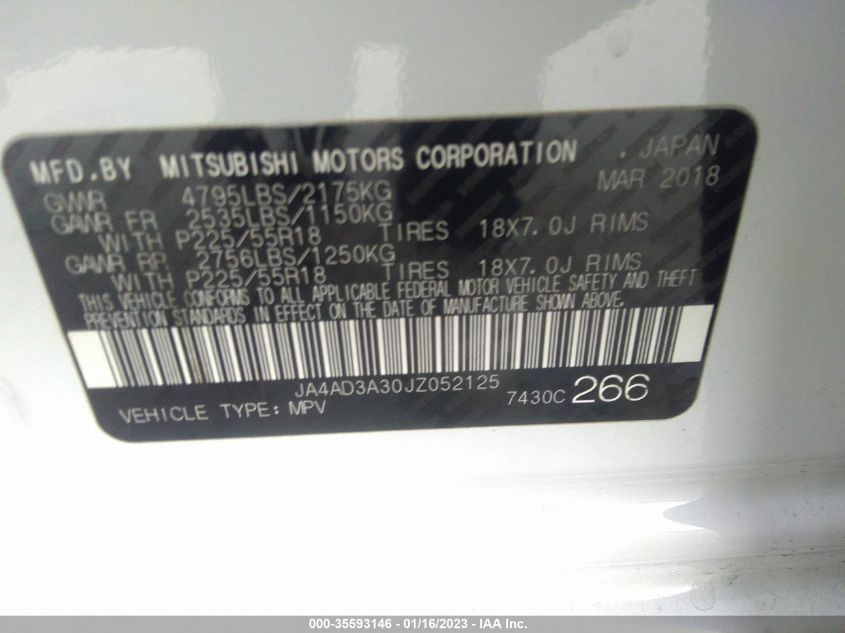 MFD.BY MITSUBISHI MOTORS CORPORATION . JAPAN
GVWR 4795LBS/2175KG MAR 2018
GAWR FR 2535LBS/1150KG
WITH P225/55R18 TIRES 18X7.0J RIMS
GAWR RR 2756LBS/1250KG
WITH P225/55R18 TIRES 18X7.0J RIMS
THIS VEHICLE CONFORMS TO ALL APPLICABLE FEDERAL MOTOR VEHICLE SAFETY AND THEFT
PREVENTION STANDARDS IN EFFECT ON THE DATE OF MANUFACTURE SHOWN ABOVE.
JA4AD3A30JZ052125
VEHICLE TYPE: MPV 7430C 266
000-35593146 - 01/16/2023 - IAA Inc.